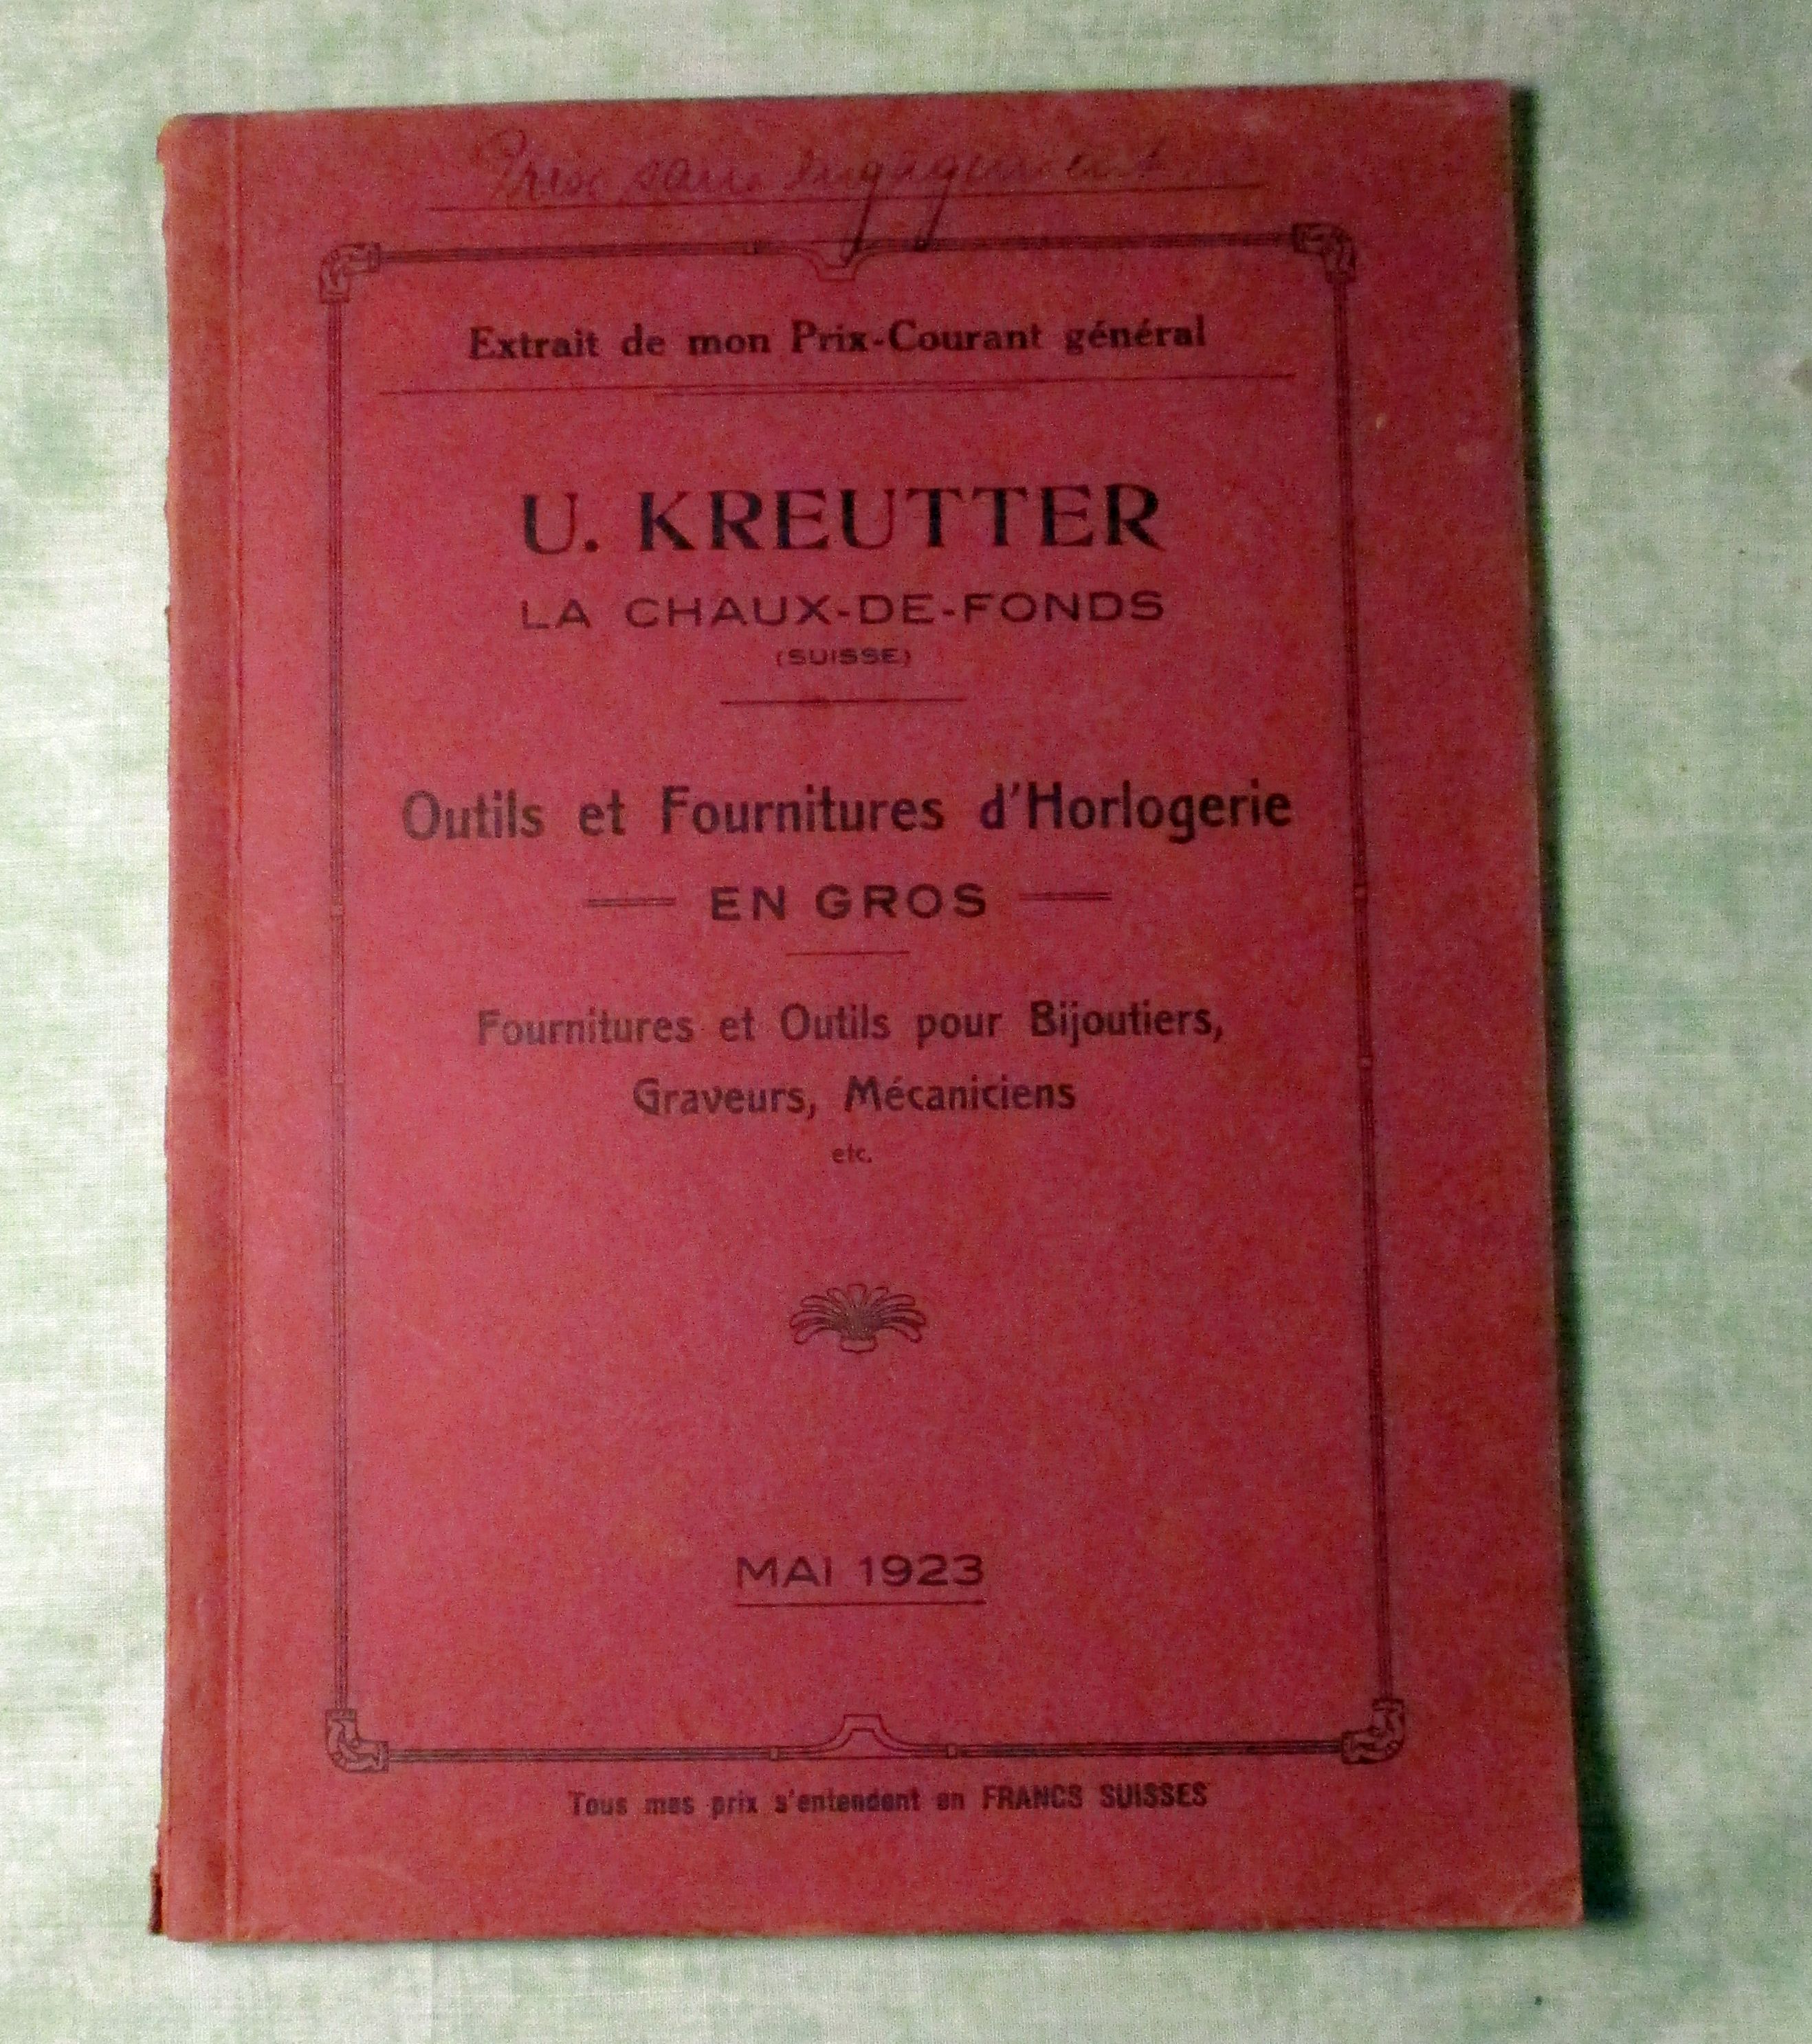 Prix sans engagement.
Extrait de mon Prix-Courant général
U. KREUTTER
LA CHAUX-DE-FONDS
(SUISSE)
Outils et Fournitures d'Horlogerie
EN GROS
Fournitures et Outils pour Bijoutiers,
Graveurs, Mécaniciens
etc.
MAI 1923
Tous mes prix s'entendent en FRANCS SUISSES